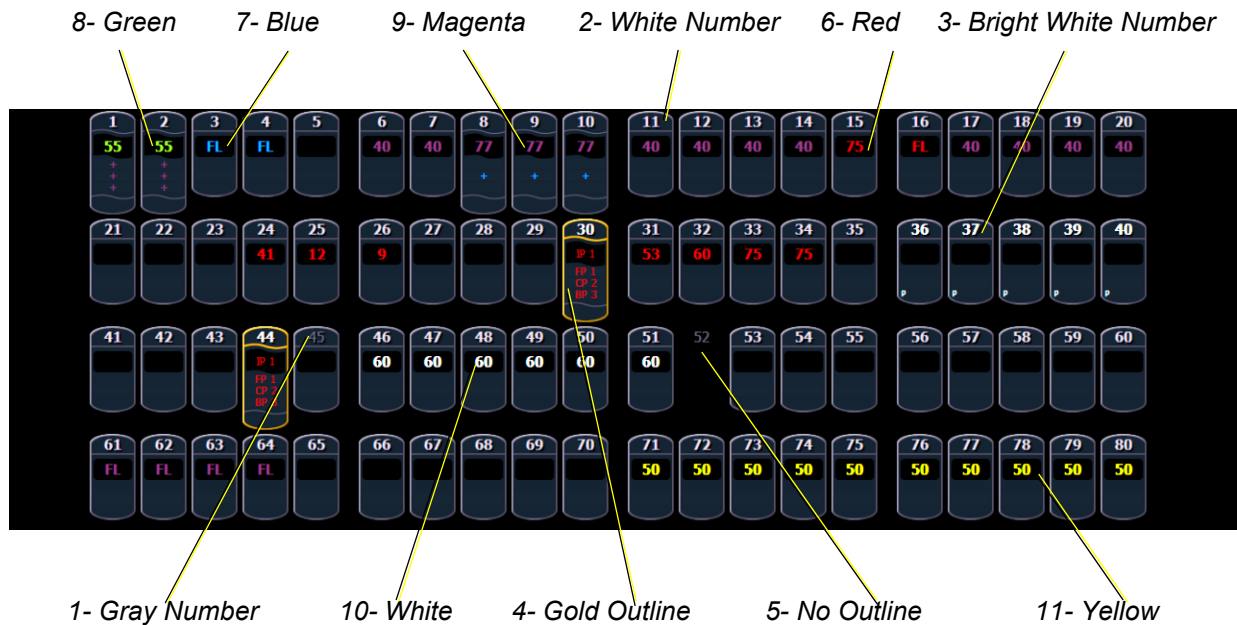 8- Green 7- Blue 9- Magenta 2- White Number 6- Red 3- Bright White Number
1 2 3 4 5 6 7 8 9 10 11 12 13 14 15 16 17 18 19 20
55 55 FL FL 40 40 77 77 77 40 40 40 40 75 FL 40 40 40 40
+ +
+ + + + +
+ +
21 22 23 24 25 26 27 28 29 30 31 32 33 34 35 36 37 38 39 40
41 12 9 IP 1 53 60 75 75
FP 1
CP 2
BP 3
P P P P P
41 42 43 44 45 46 47 48 49 50 51 52 53 54 55 56 57 58 59 60
IP 1 60 60 60 60 60 60
FP 1
CP 2
BP 3
61 62 63 64 65 66 67 68 69 70 71 72 73 74 75 76 77 78 79 80
FL FL FL FL 50 50 50 50 50 50 50 50 50 50
1- Gray Number 10- White 4- Gold Outline 5- No Outline 11- Yellow